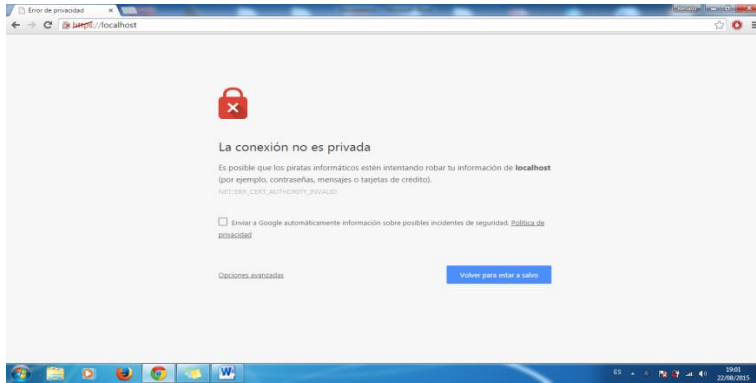 Error de privacidad
https://localhost
La conexión no es privada
Es posible que los piratas informáticos estén intentando robar tu información de localhost
(por ejemplo, contraseñas, mensajes o tarjetas de crédito).
NET::ERR_CERT_AUTHORITY_INVALID
Enviar a Google automáticamente información sobre posibles incidentes de seguridad. Política de
privacidad
Opciones avanzadas
Volver para estar a salvo
ES
19:01
22/08/2015